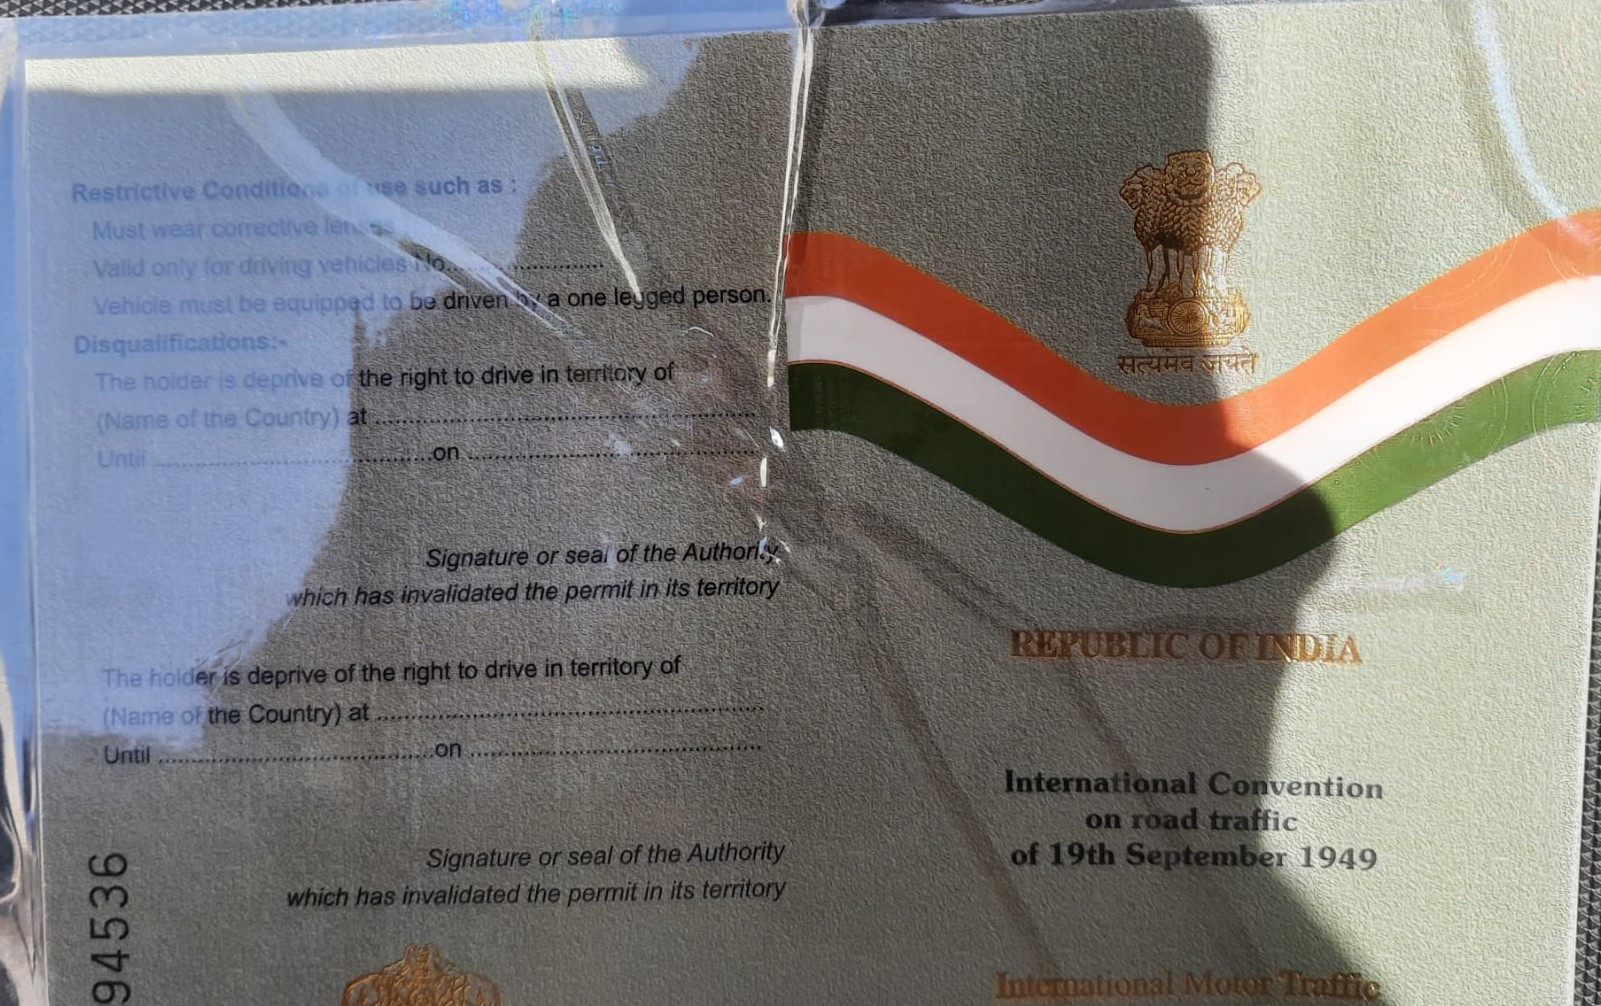 Restrictive Conditions of use such as :
Must wear corrective lenses
Valid only for driving vehicles No....................................
Vehicle must be equipped to be driven by a one legged person.
Disqualifications:-
The holder is deprive of the right to drive in territory of
(Name of the Country) at ....................................................
Until ......................................on .......................................
Signature or seal of the Authority
which has invalidated the permit in its territory
The holder is deprive of the right to drive in territory of
(Name of the Country) at ....................................................
Until ......................................on .......................................
Signature or seal of the Authority
which has invalidated the permit in its territory
94536
सत्यमेव जयते
REPUBLIC OF INDIA
International Convention
on road traffic
of 19th September 1949
International Motor Traffic